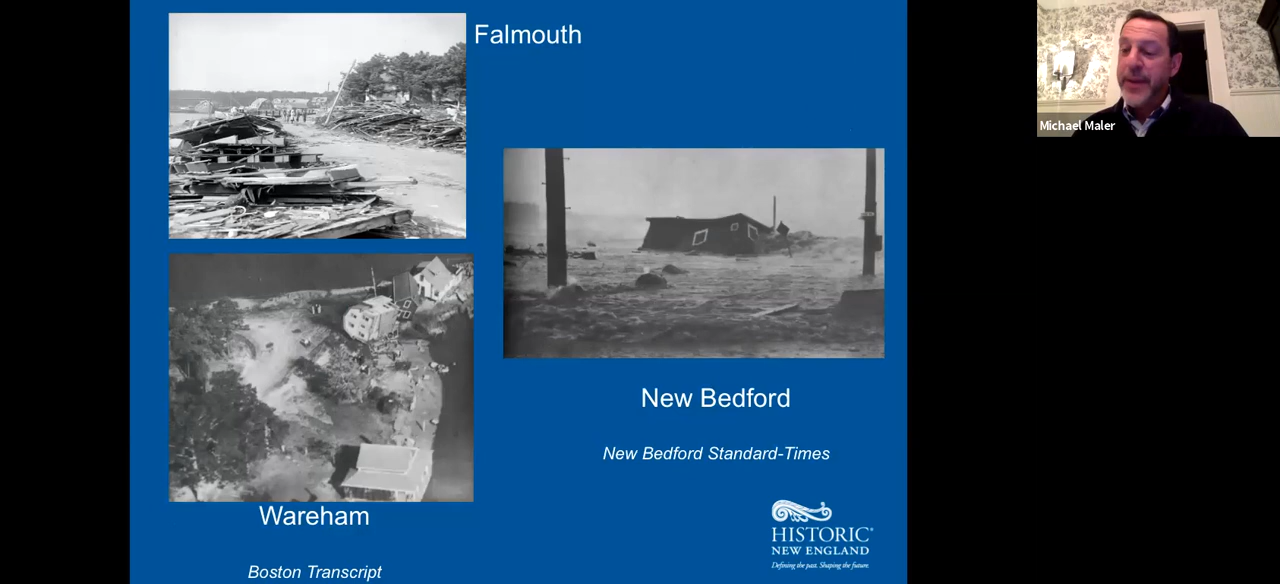 Falmouth
Michael Maler
New Bedford
New Bedford Standard-Times
Wareham
Boston Transcript
HISTORIC®
NEW ENGLAND
Defining the past. Shaping the future.